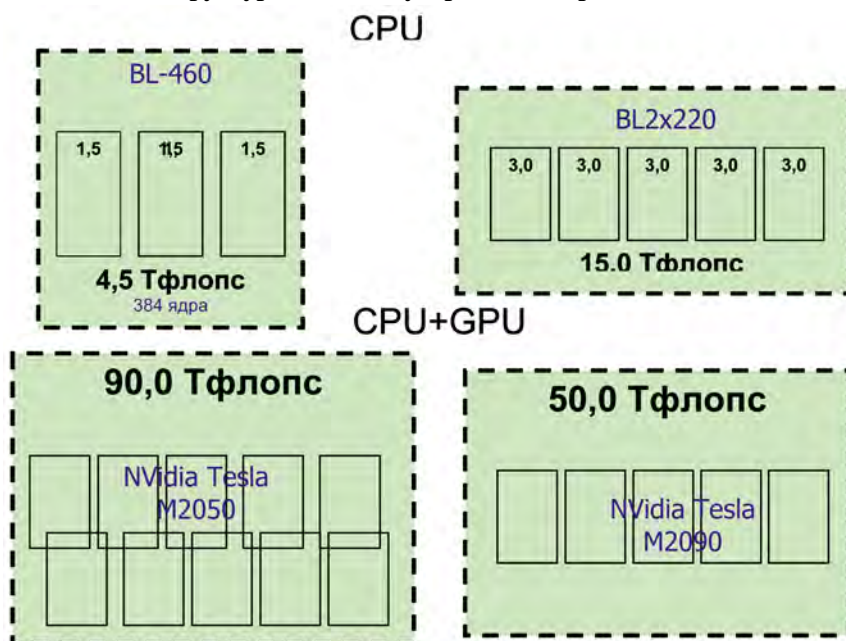 CPU
BL-460
1,5 1,5 1,5
4,5 Тфлопс
384 ядра
BL2x220
3,0 3,0 3,0 3,0 3,0
15.0 Тфлопс
CPU+GPU
90,0 Тфлопс
NVidia Tesla
M2050
50,0 Тфлопс
NVidia Tesla
M2090